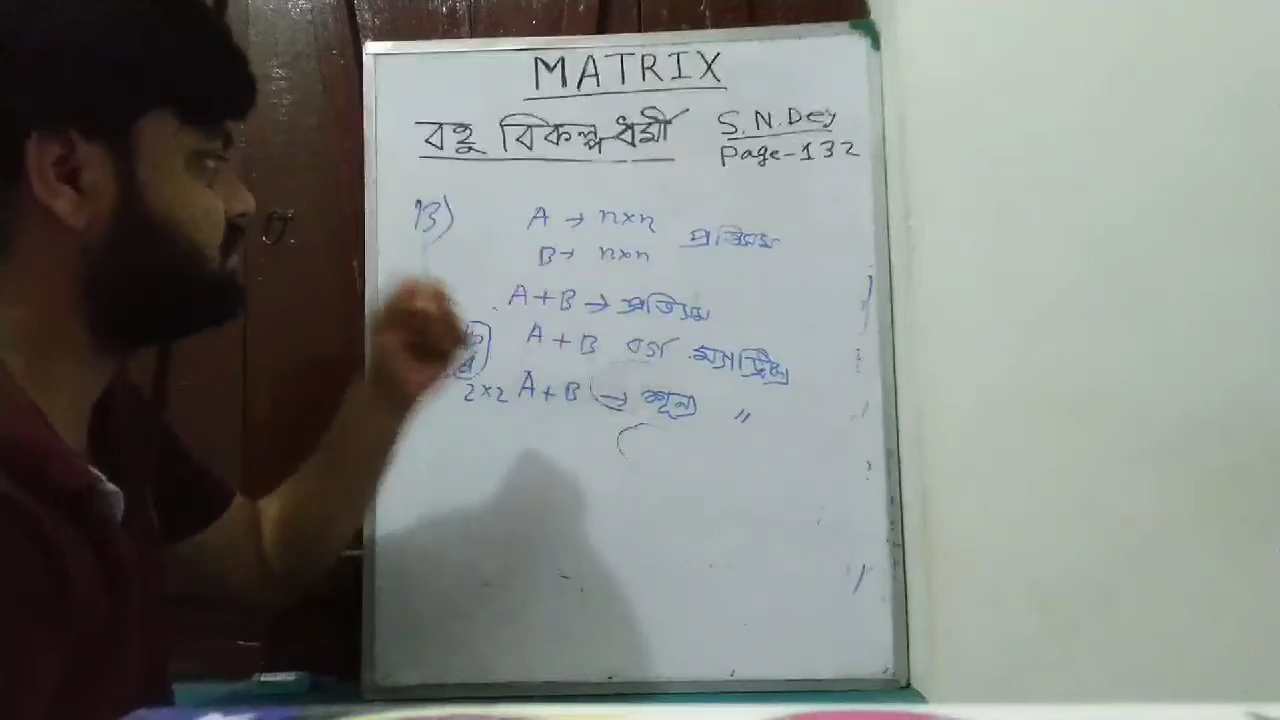 MATRIX
বহু বিকল্পধর্মী
S.N.Dey
Page-132
13) A → n×n
B → n×n
প্রতিসম
A+B → প্রতিসম
A+B বর্গ ম্যাট্রিক্স
2×2 A+B → শূন্য "